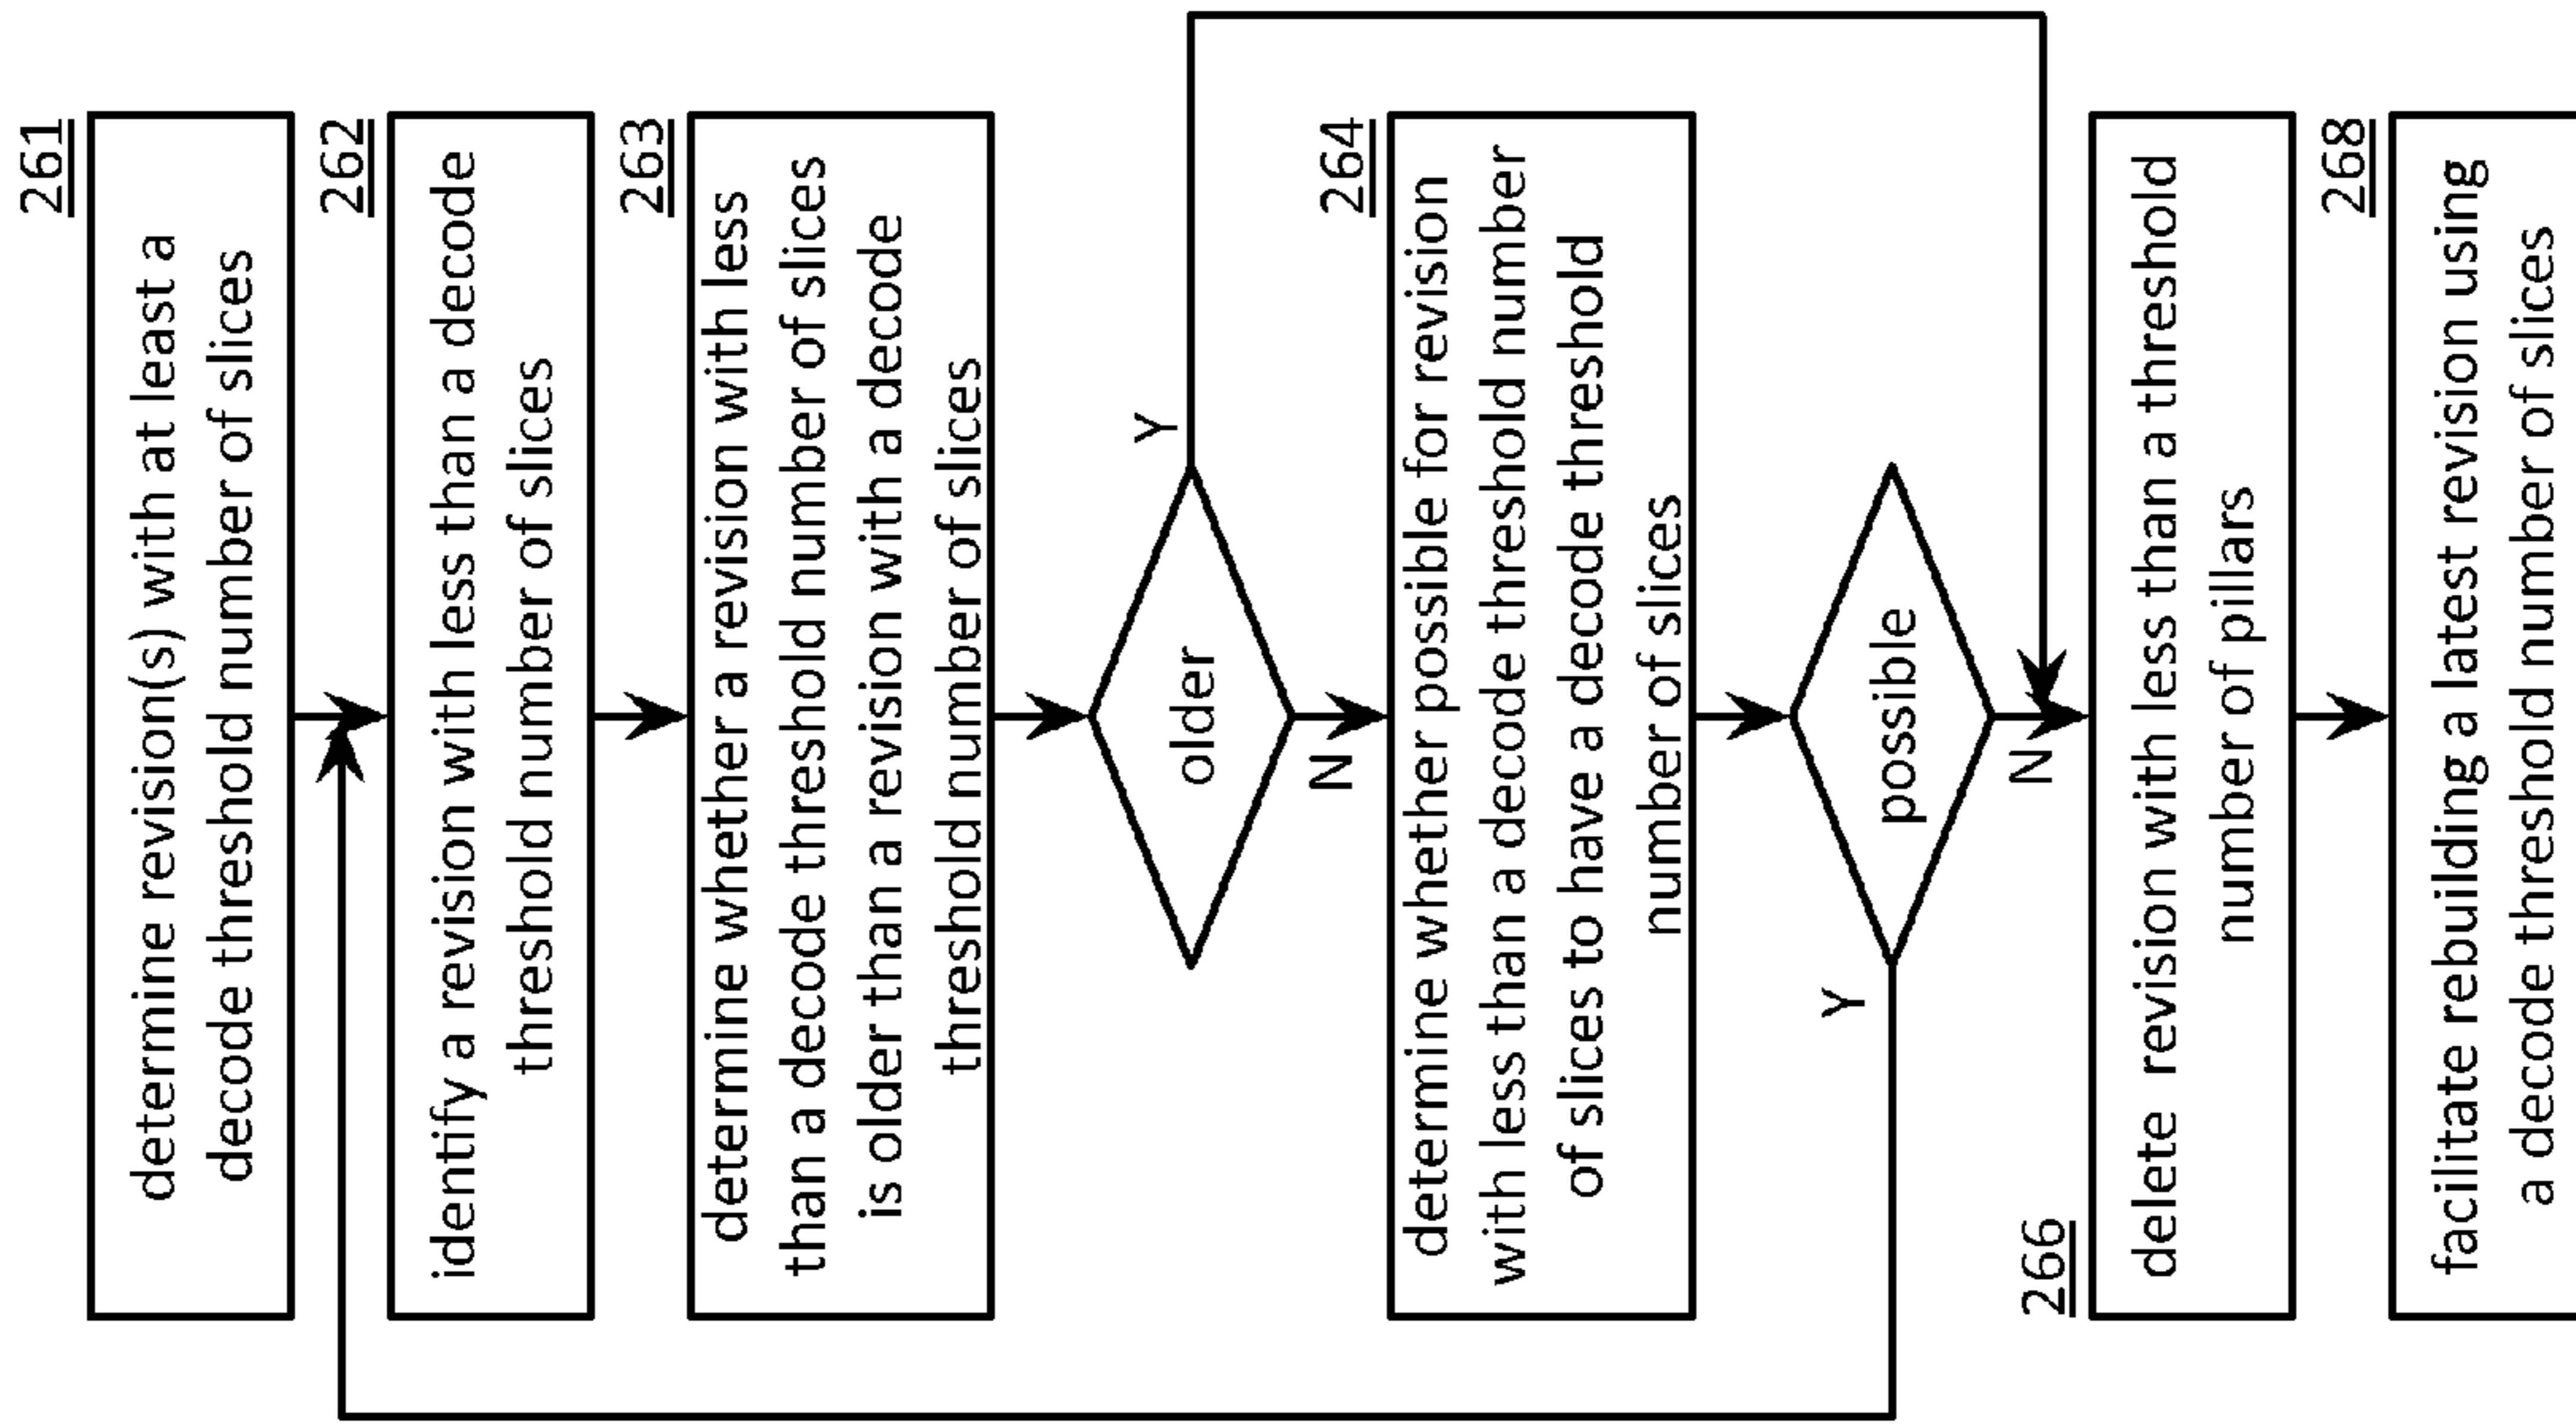 261
determine revision(s) with at least a
decode threshold number of slices
262
identify a revision with less than a decode
threshold number of slices
263
determine whether a revision with less
than a decode threshold number of slices
is older than a revision with a decode
threshold number of slices
older
Y
N
264
determine whether possible for revision
with less than a decode threshold number
of slices to have a decode threshold
number of slices
possible
Y
N
266
delete revision with less than a threshold
number of pillars
268
facilitate rebuilding a latest revision using
a decode threshold number of slices